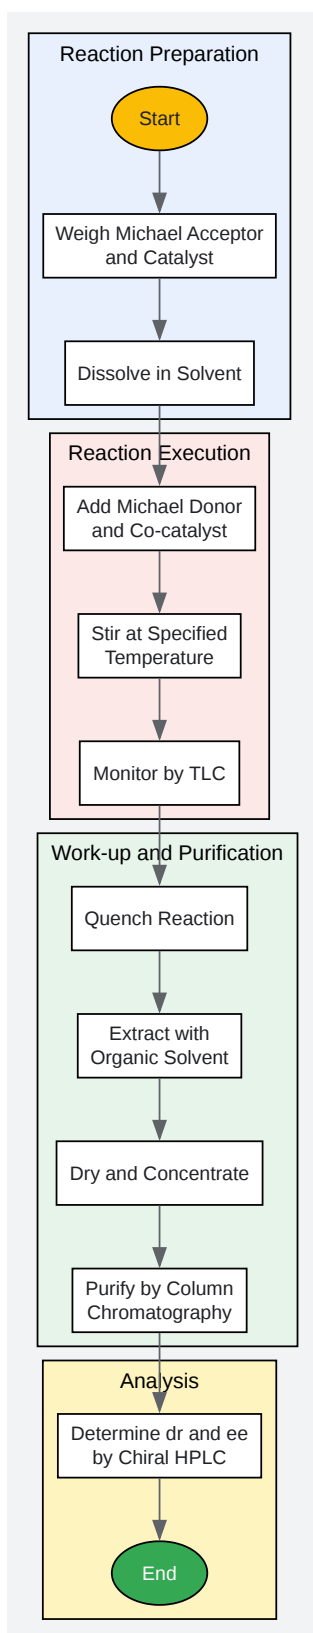 Reaction Preparation
Start
Weigh Michael Acceptor
and Catalyst
Dissolve in Solvent
Reaction Execution
Add Michael Donor
and Co-catalyst
Stir at Specified
Temperature
Monitor by TLC
Work-up and Purification
Quench Reaction
Extract with
Organic Solvent
Dry and Concentrate
Purify by Column
Chromatography
Analysis
Determine dr and ee
by Chiral HPLC
End